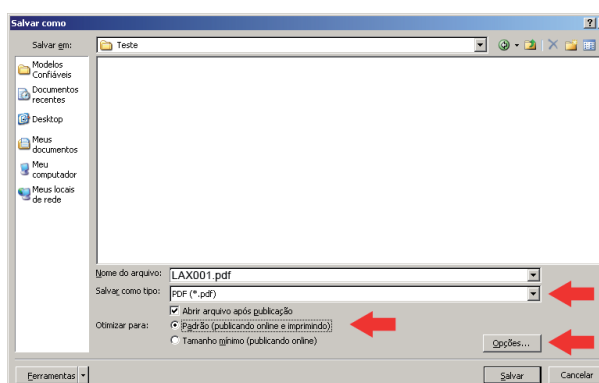 Salvar como
Salvar em:
Teste
Modelos
Confiáveis
Documentos
recentes
Desktop
Meus
documentos
Meu
computador
Meus locais
de rede
Nome do arquivo:
LAX001.pdf
Salvar como tipo:
PDF (*.pdf)
Abrir arquivo após publicação
Otimizar para:
Padrão (publicando online e imprimindo)
Tamanho mínimo (publicando online)
Opções...
Ferramentas
Salvar
Cancelar